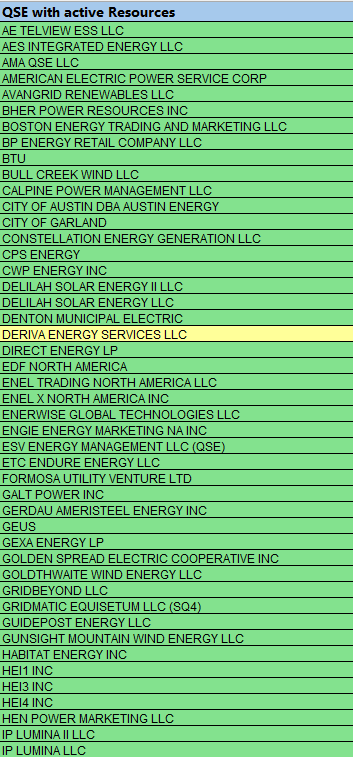 QSE with active Resources
AE TELVIEW ESS LLC
AES INTEGRATED ENERGY LLC
AMA QSE LLC
AMERICAN ELECTRIC POWER SERVICE CORP
AVANGRID RENEWABLES LLC
BHER POWER RESOURCES INC
BOSTON ENERGY TRADING AND MARKETING LLC
BP ENERGY RETAIL COMPANY LLC
BTU
BULL CREEK WIND LLC
CALPINE POWER MANAGEMENT LLC
CITY OF AUSTIN DBA AUSTIN ENERGY
CITY OF GARLAND
CONSTELLATION ENERGY GENERATION LLC
CPS ENERGY
CWP ENERGY INC
DELILAH SOLAR ENERGY II LLC
DELILAH SOLAR ENERGY LLC
DENTON MUNICIPAL ELECTRIC
DERIVA ENERGY SERVICES LLC
DIRECT ENERGY LP
EDF NORTH AMERICA
ENEL TRADING NORTH AMERICA LLC
ENEL X NORTH AMERICA INC
ENERWISE GLOBAL TECHNOLOGIES LLC
ENGIE ENERGY MARKETING NA INC
ESV ENERGY MANAGEMENT LLC (QSE)
ETC ENDURE ENERGY LLC
FORMOSA UTILITY VENTURE LTD
GALT POWER INC
GERDAU AMERISTEEL ENERGY INC
GEUS
GEXA ENERGY LP
GOLDEN SPREAD ELECTRIC COOPERATIVE INC
GOLDTHWAITE WIND ENERGY LLC
GRIDBEYOND LLC
GRIDMATIC EQUISETUM LLC (SQ4)
GUIDEPOST ENERGY LLC
GUNSIGHT MOUNTAIN WIND ENERGY LLC
HABITAT ENERGY INC
HEI1 INC
HEI3 INC
HEI4 INC
HEN POWER MARKETING LLC
IP LUMINA II LLC
IP LUMINA LLC